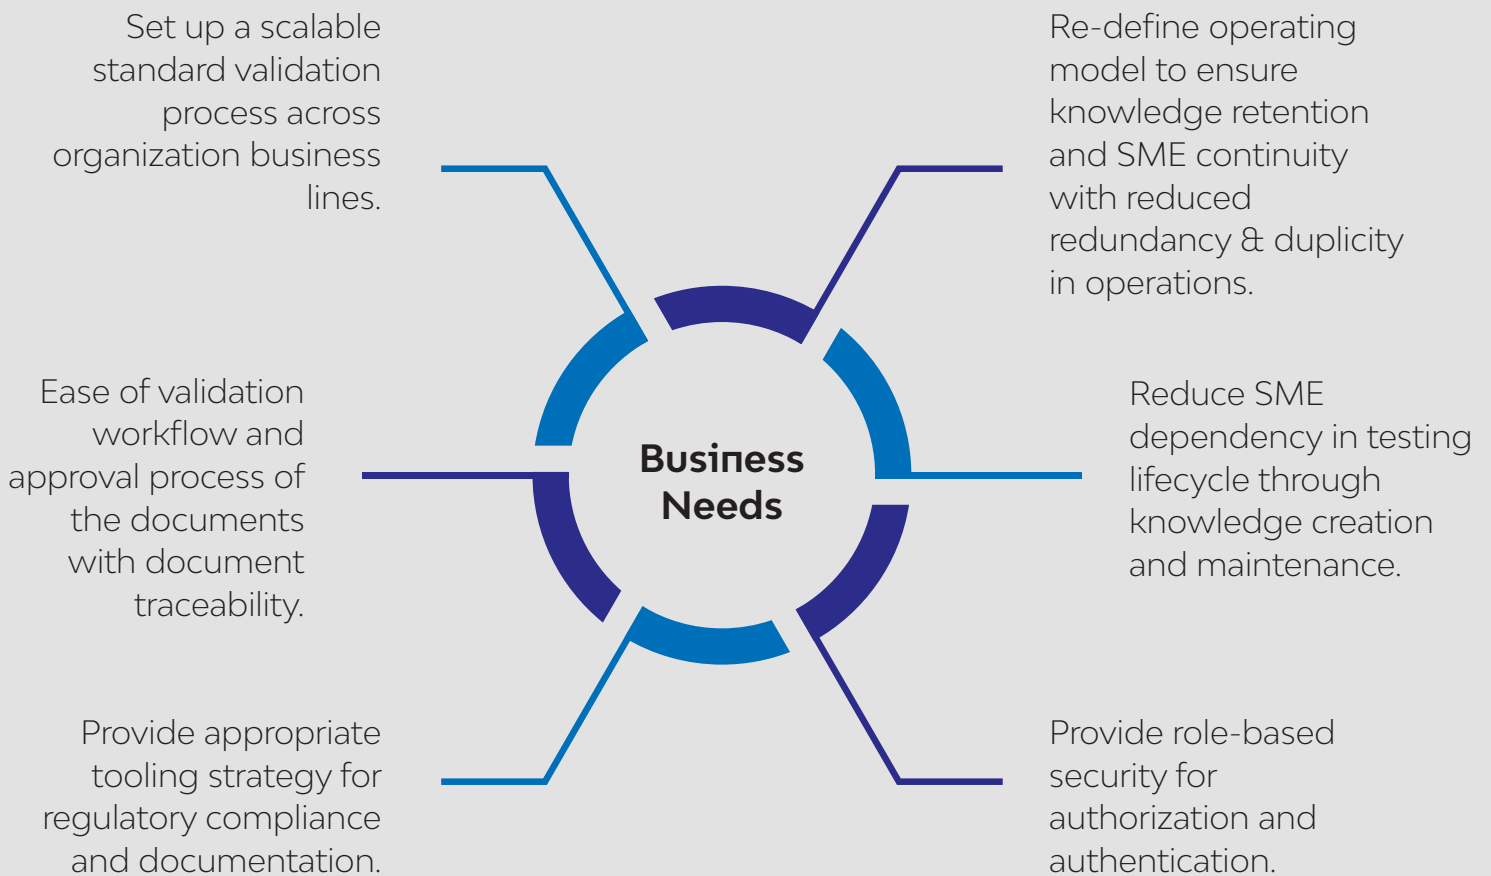 Set up a scalable
standard validation
process across
organization business
lines.
Re-define operating
model to ensure
knowledge retention
and SME continuity
with reduced
redundancy & duplicity
in operations.
Ease of validation
workflow and
approval process of
the documents
with document
traceability.
Business
Needs
Reduce SME
dependency in testing
lifecycle through
knowledge creation
and maintenance.
Provide appropriate
tooling strategy for
regulatory compliance
and documentation.
Provide role-based
security for
authorization and
authentication.